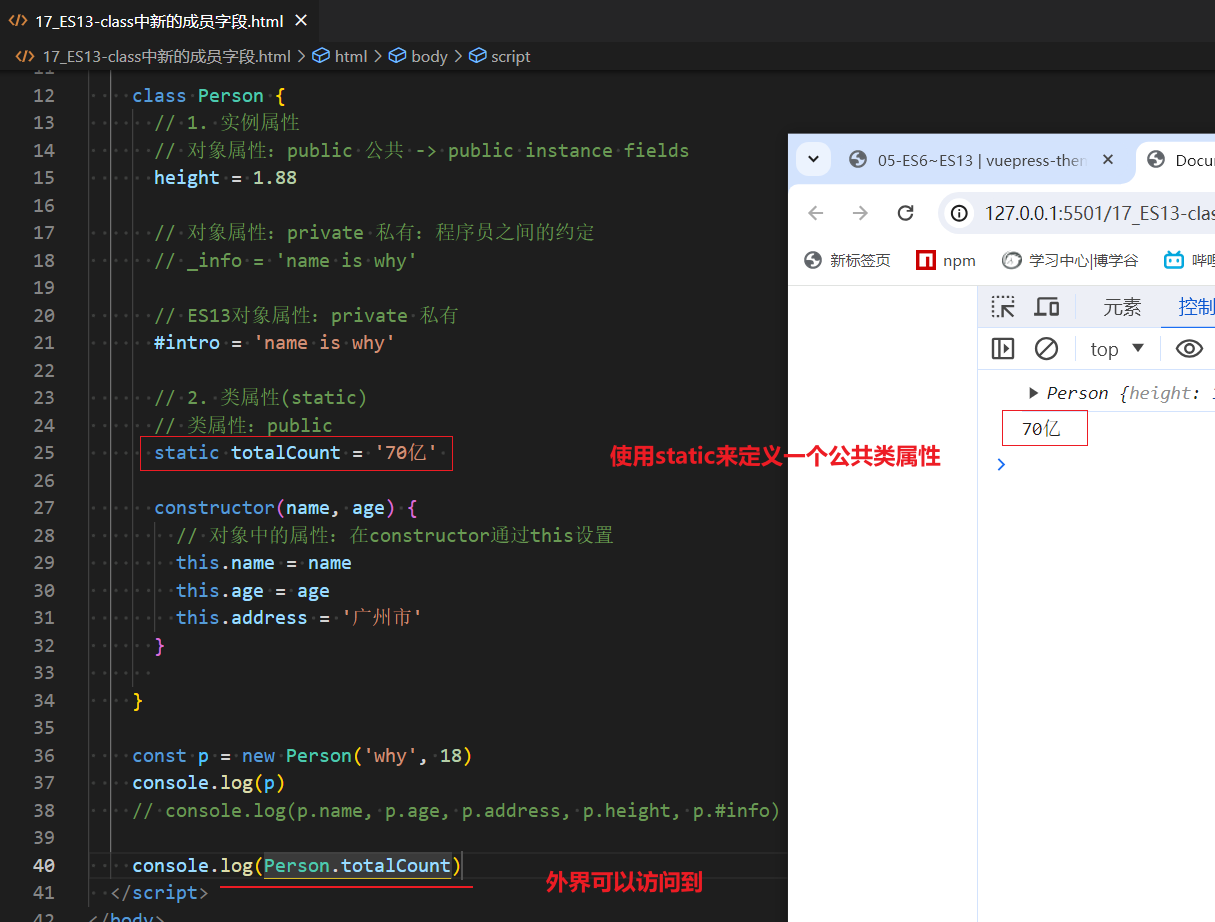 17_ES13-class中新的成员字段.html
17_ES13-class中新的成员字段.html > html > body > script
11
12 class Person {
13 // 1. 实例属性
14 // 对象属性: public 公共 -> public instance fields
15 height = 1.88
16
17 // 对象属性: private 私有: 程序员之间的约定
18 // _info = 'name is why'
19
20 // ES13对象属性: private 私有
21 #intro = 'name is why'
22
23 // 2. 类属性(static)
24 // 类属性: public
25 static totalCount = '70亿'
26
27 constructor(name, age) {
28 // 对象中的属性: 在constructor通过this设置
29 this.name = name
30 this.age = age
31 this.address = '广州市'
32 }
33
34 }
35
36 const p = new Person('why', 18)
37 console.log(p)
38 // console.log(p.name, p.age, p.address, p.height, p.#info)
39
40 console.log(Person.totalCount)
41 </script>
42 </body>
使用static来定义一个公共类属性
外界可以访问到
05-ES6~ES13 | vuepress-then
Docu
127.0.0.1:5501/17_ES13-clas
新标签页 npm 学习中心|博学谷 哔哩
元素 控制
top
Person {height:
70亿